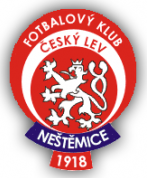 FOTBALOVÝ KLUB
ČESKÝ LEV
NEŠTĚMICE
1918